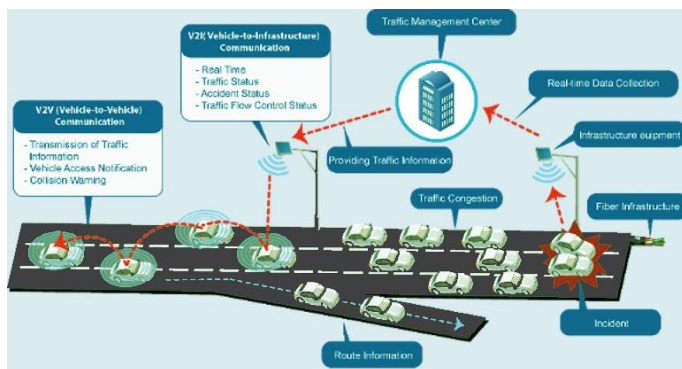 Traffic Management Center
V2I( Vehicle-to-Infrastructure)
Communication
- Real Time
- Traffic Status
- Accident Status
- Traffic Flow Control Status
Real-time Data Collection
V2V (Vehicle-to-Vehicle)
Communication
- Transmission of Traffic
Information
- Vehicle Access Notification
- Collision Warning
Infrastructure euipment
Providing Traffic Information
Traffic Congestion
Fiber Infrastructure
Incident
Route Information